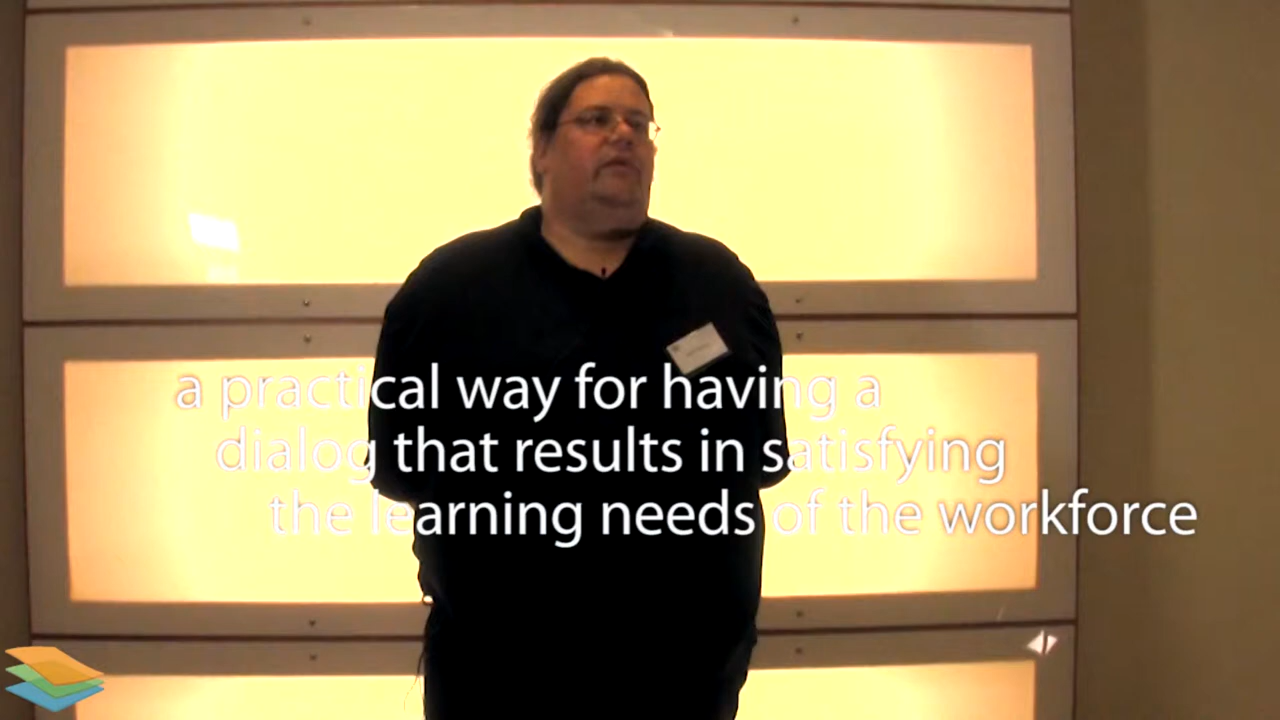 a practical way for having a
dialog that results in satisfying
the learning needs of the workforce